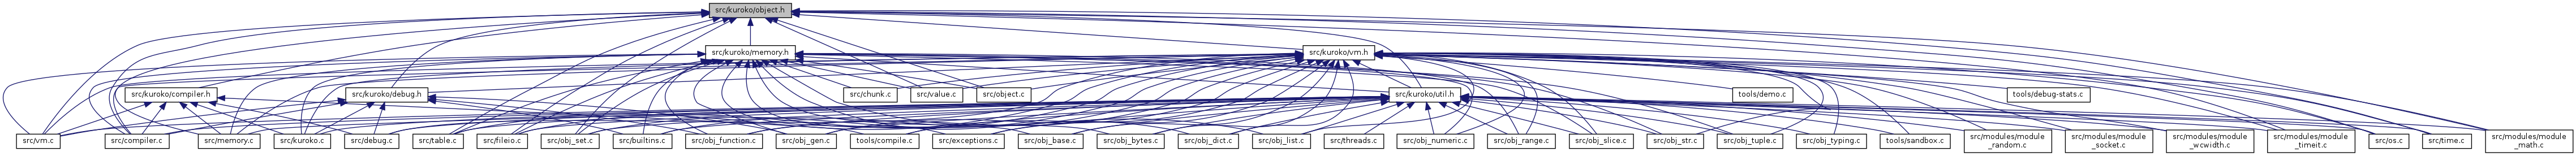 src/kuroko/object.h
src/kuroko/memory.h
src/kuroko/vm.h
src/kuroko/compiler.h
src/kuroko/debug.h
src/chunk.c
src/value.c
src/object.c
src/kuroko/util.h
tools/demo.c
tools/debug-stats.c
src/vm.c
src/compiler.c
src/memory.c
src/kuroko.c
src/debug.c
src/table.c
src/fileio.c
src/obj_set.c
src/builtins.c
src/obj_function.c
src/obj_gen.c
tools/compile.c
src/exceptions.c
src/obj_base.c
src/obj_bytes.c
src/obj_dict.c
src/obj_list.c
src/threads.c
src/obj_numeric.c
src/obj_range.c
src/obj_slice.c
src/obj_str.c
src/obj_tuple.c
src/obj_typing.c
tools/sandbox.c
src/modules/module
_random.c
src/modules/module
_socket.c
src/modules/module
_wcwidth.c
src/modules/module
_timeit.c
src/os.c
src/time.c
src/modules/module
_math.c